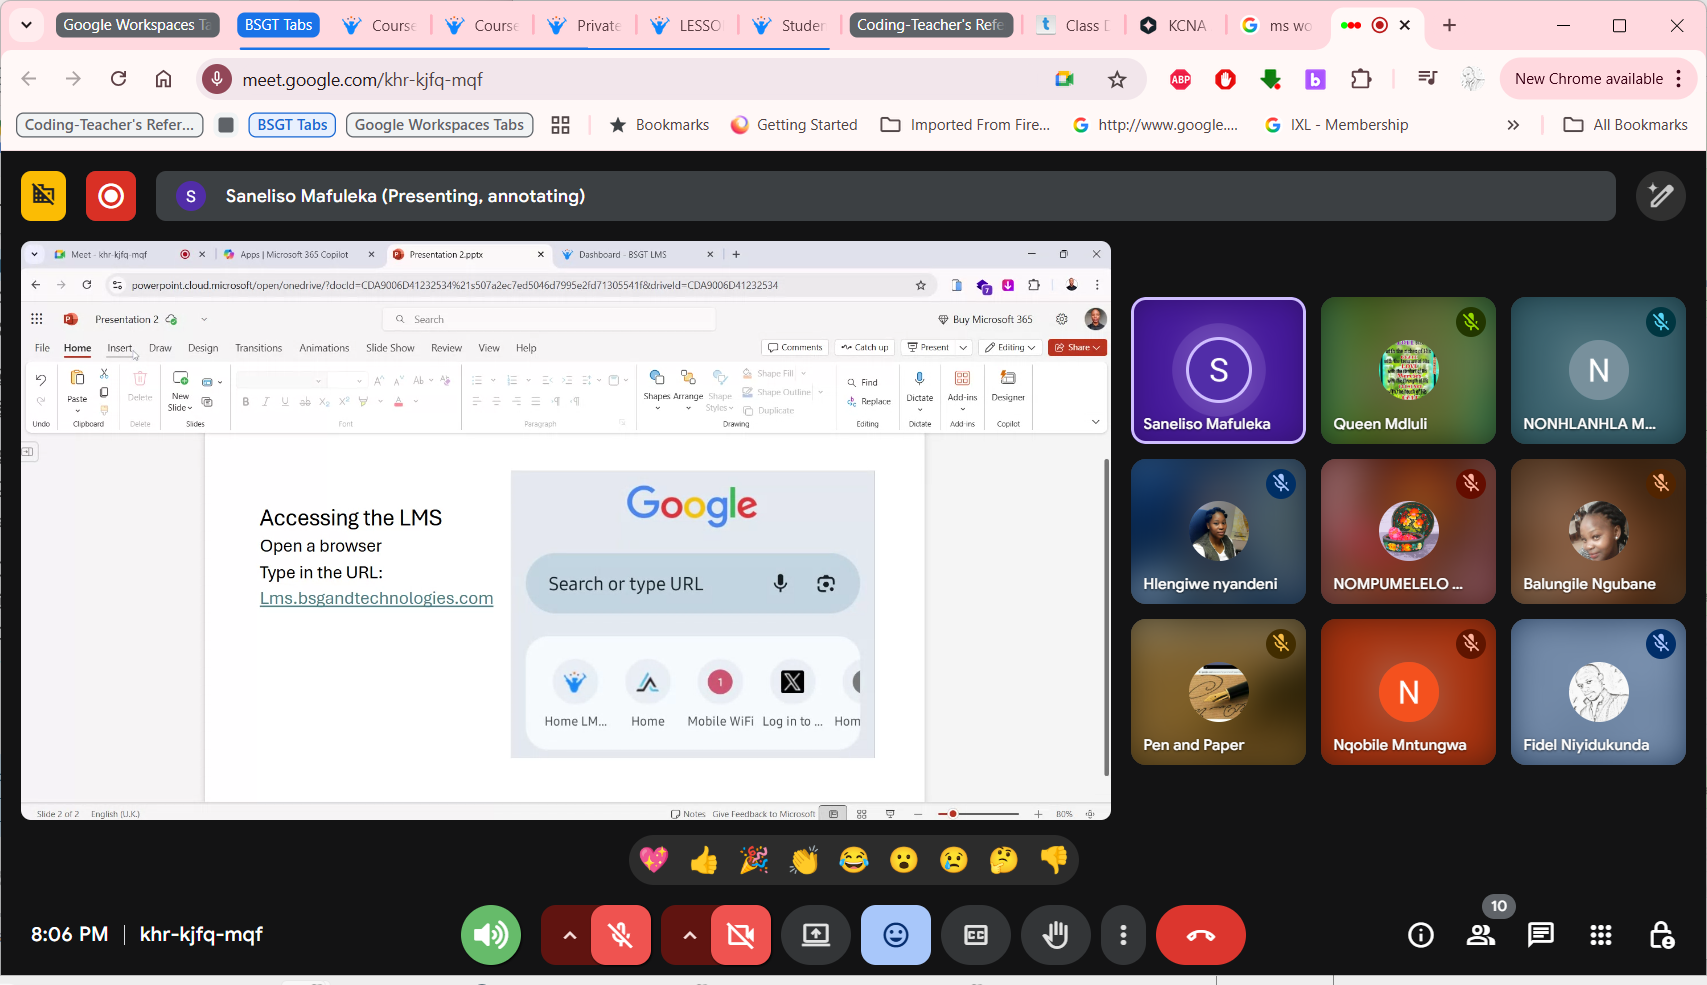 Google Workspaces Ta
BSGT Tabs
Course
Course
Private
LESSO
Studen
Coding-Teacher's Refe
Class D
KCNA
ms wo
meet.google.com/khr-kjfq-mqf
New Chrome available
Coding-Teacher's Refer...
BSGT Tabs
Google Workspaces Tabs
Bookmarks
Getting Started
Imported From Fire...
http://www.google....
IXL - Membership
All Bookmarks
S
Saneliso Mafuleka (Presenting, annotating)
Meet - khr-kjfq-mqf
Apps | Microsoft 365 Copilot
Presentation 2.pptx
Dashboard - BSGT LMS
powerpoint.cloud.microsoft/open/onedrive/?docId=CDA9006D41232534%21s507a2ec7ed5046d7995e2fd71305541f&driveId=CDA9006D41232534
Presentation 2
Search
Buy Microsoft 365
File Home Insert Draw Design Transitions Animations Slide Show Review View Help
Comments
Catch up
Present
Editing
Share
Paste
Delete
New
Slide
Shapes
Arrange
Shape
Styles
Shape Fill
Shape Outline
Duplicate
Find
Replace
Dictate
Add-ins
Designer
Undo
Clipboard
Delete
Slides
Font
Paragraph
Drawing
Editing
Dictate
Add-ins
Copilot
Accessing the LMS
Open a browser
Type in the URL:
Lms.bsgandtechnologies.com
Google
Search or type URL
1
Home LM...
Home
Mobile WiFi
Log in to ...
Hom
Slide 2 of 2
English (U.K.)
Notes
Give Feedback to Microsoft
80%
S
Saneliso Mafuleka
Queen Mdluli
N
NONHLANHLA M...
Hlengiwe nyandeni
NOMPUMELELO ...
Balungile Ngubane
Pen and Paper
N
Nqobile Mntungwa
Fidel Niyidukunda
8:06 PM
khr-kjfq-mqf
CC
10